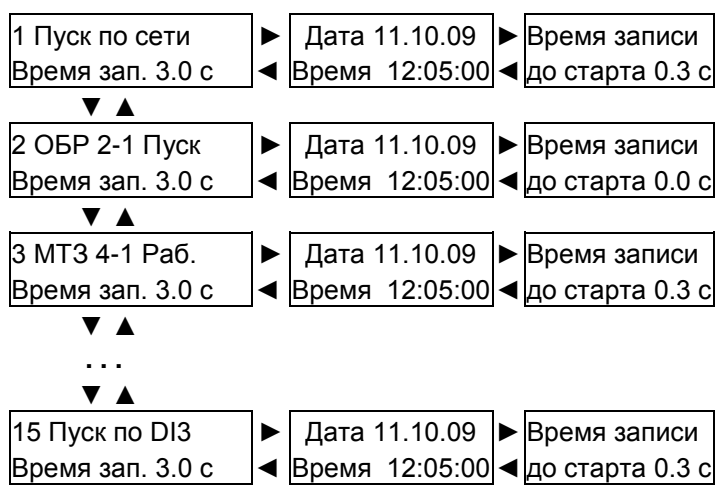 1 Пуск по сети ► Дата 11.10.09 ► Время записи
Время зап. 3.0 с ◄ Время 12:05:00 ◄ до старта 0.3 с
▼ ▲
2 ОБР 2-1 Пуск ► Дата 11.10.09 ► Время записи
Время зап. 3.0 с ◄ Время 12:05:00 ◄ до старта 0.0 с
▼ ▲
3 МТЗ 4-1 Раб. ► Дата 11.10.09 ► Время записи
Время зап. 3.0 с ◄ Время 12:05:00 ◄ до старта 0.3 с
▼ ▲
...
▼ ▲
15 Пуск по DI3 ► Дата 11.10.09 ► Время записи
Время зап. 3.0 с ◄ Время 12:05:00 ◄ до старта 0.3 с